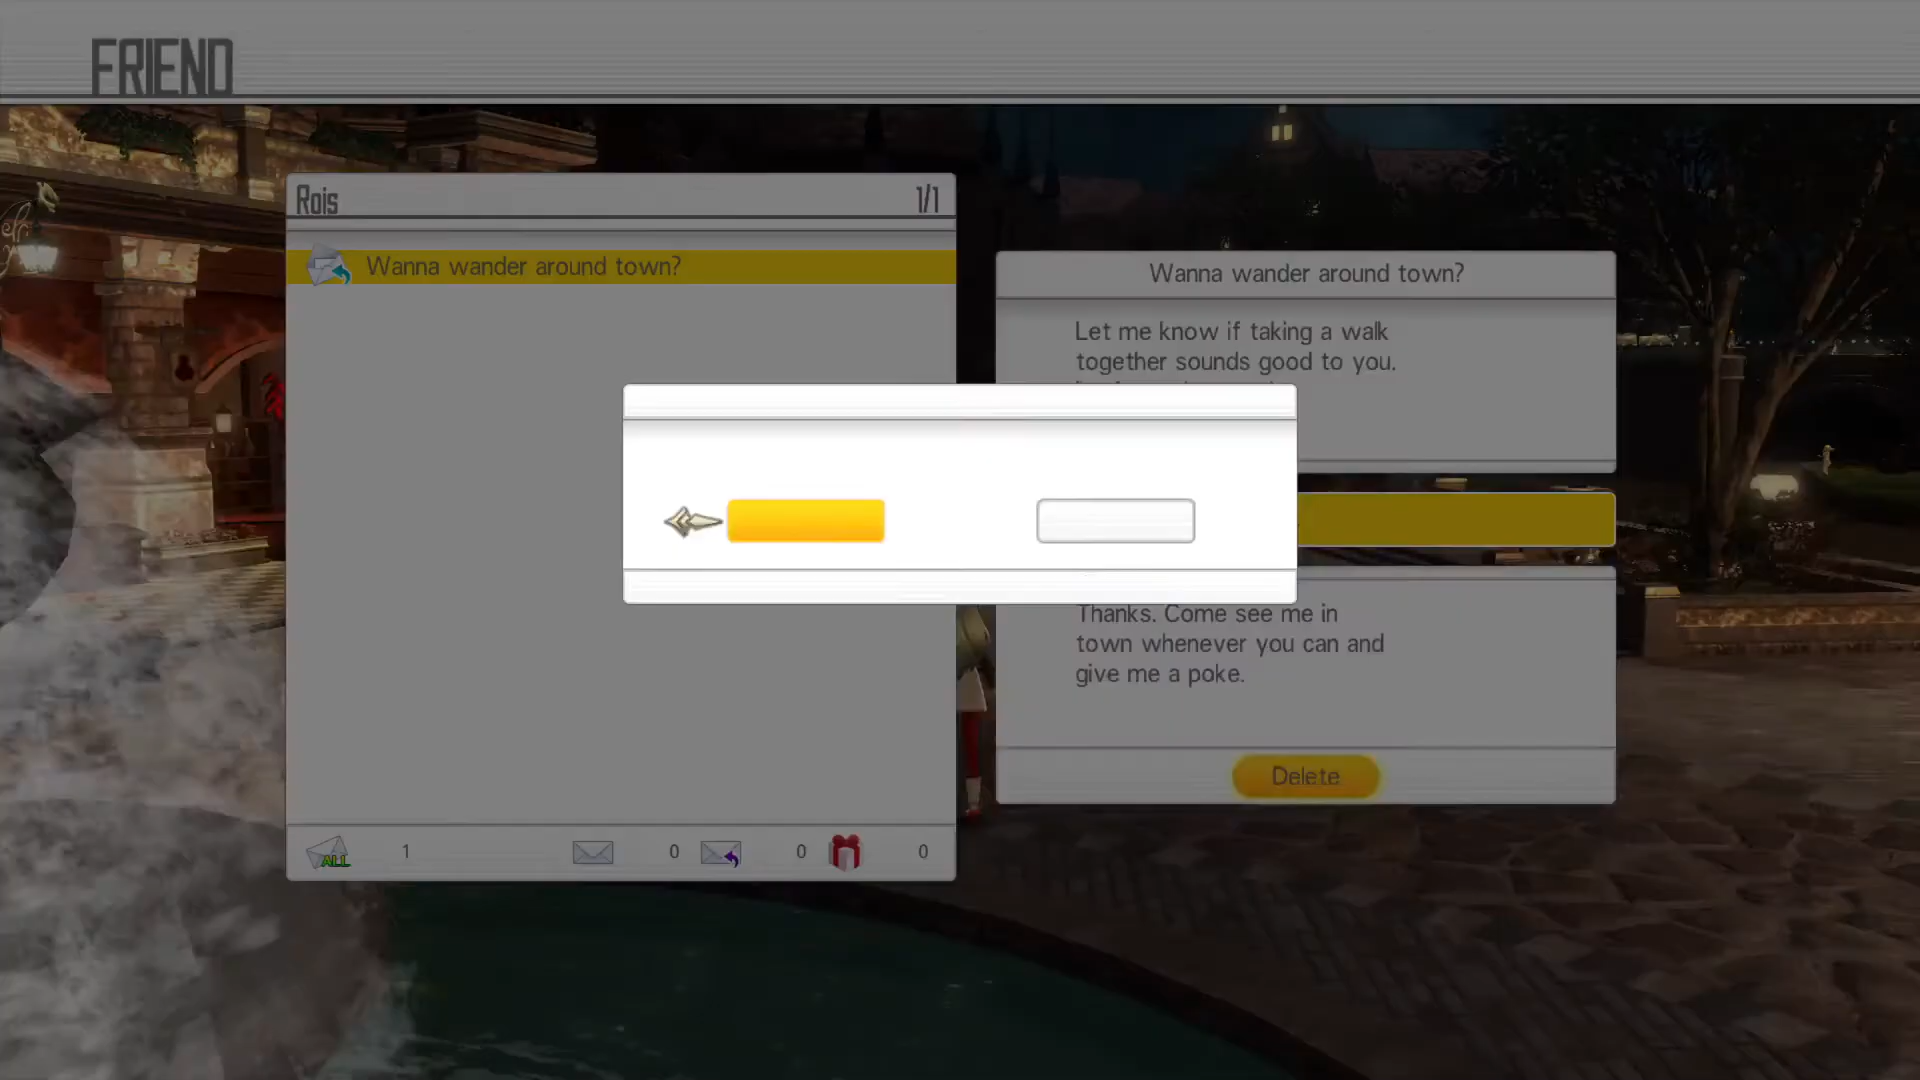 FRIEND
Rois 1/1
Wanna wander around town?
Wanna wander around town?
Let me know if taking a walk
together sounds good to you.
Thanks. Come see me in
town whenever you can and
give me a poke.
Delete
ALL 1 0 0 0